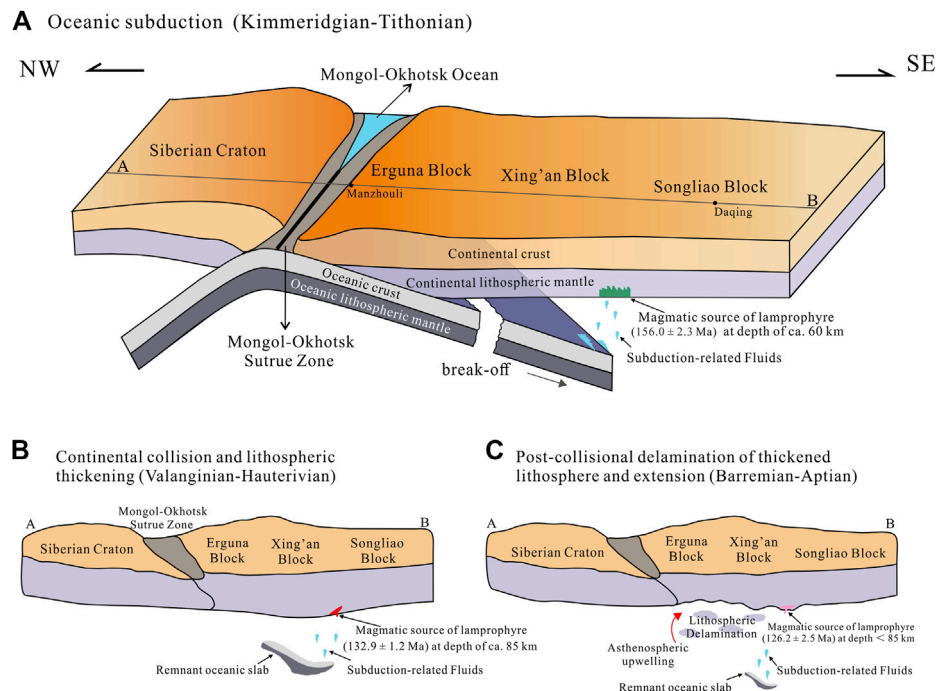 A Oceanic subduction (Kimmeridgian-Tithonian)
NW
SE
Mongol-Okhotsk Ocean
Siberian Craton
A
Erguna Block
Manzhouli
Xing'an Block
Songliao Block
Daqing
B
Continental crust
Continental lithospheric mantle
Oceanic crust
Oceanic lithospheric mantle
Magmatic source of lamprophyre
(156.0 ± 2.3 Ma) at depth of ca. 60 km
Subduction-related Fluids
Mongol-Okhotsk
Sutrue Zone
break-off
B Continental collision and lithospheric
thickening (Valanginian-Hauterivian)
A
Mongol-Okhotsk
Sutrue Zone
B
Siberian Craton
Erguna
Block
Xing'an
Block
Songliao
Block
Magmatic source of lamprophyre
(132.9 ± 1.2 Ma) at depth of ca. 85 km
Subduction-related Fluids
Remnant oceanic slab
C Post-collisional delamination of thickened
lithosphere and extension (Barremian-Aptian)
A
B
Siberian Craton
Erguna
Block
Xing'an
Block
Songliao Block
Lithospheric
Delamination
Magmatic source of lamprophyre
(126.2 ± 2.5 Ma) at depth < 85 km
Asthenospheric
upwelling
Subduction-related Fluids
Remnant oceanic slab